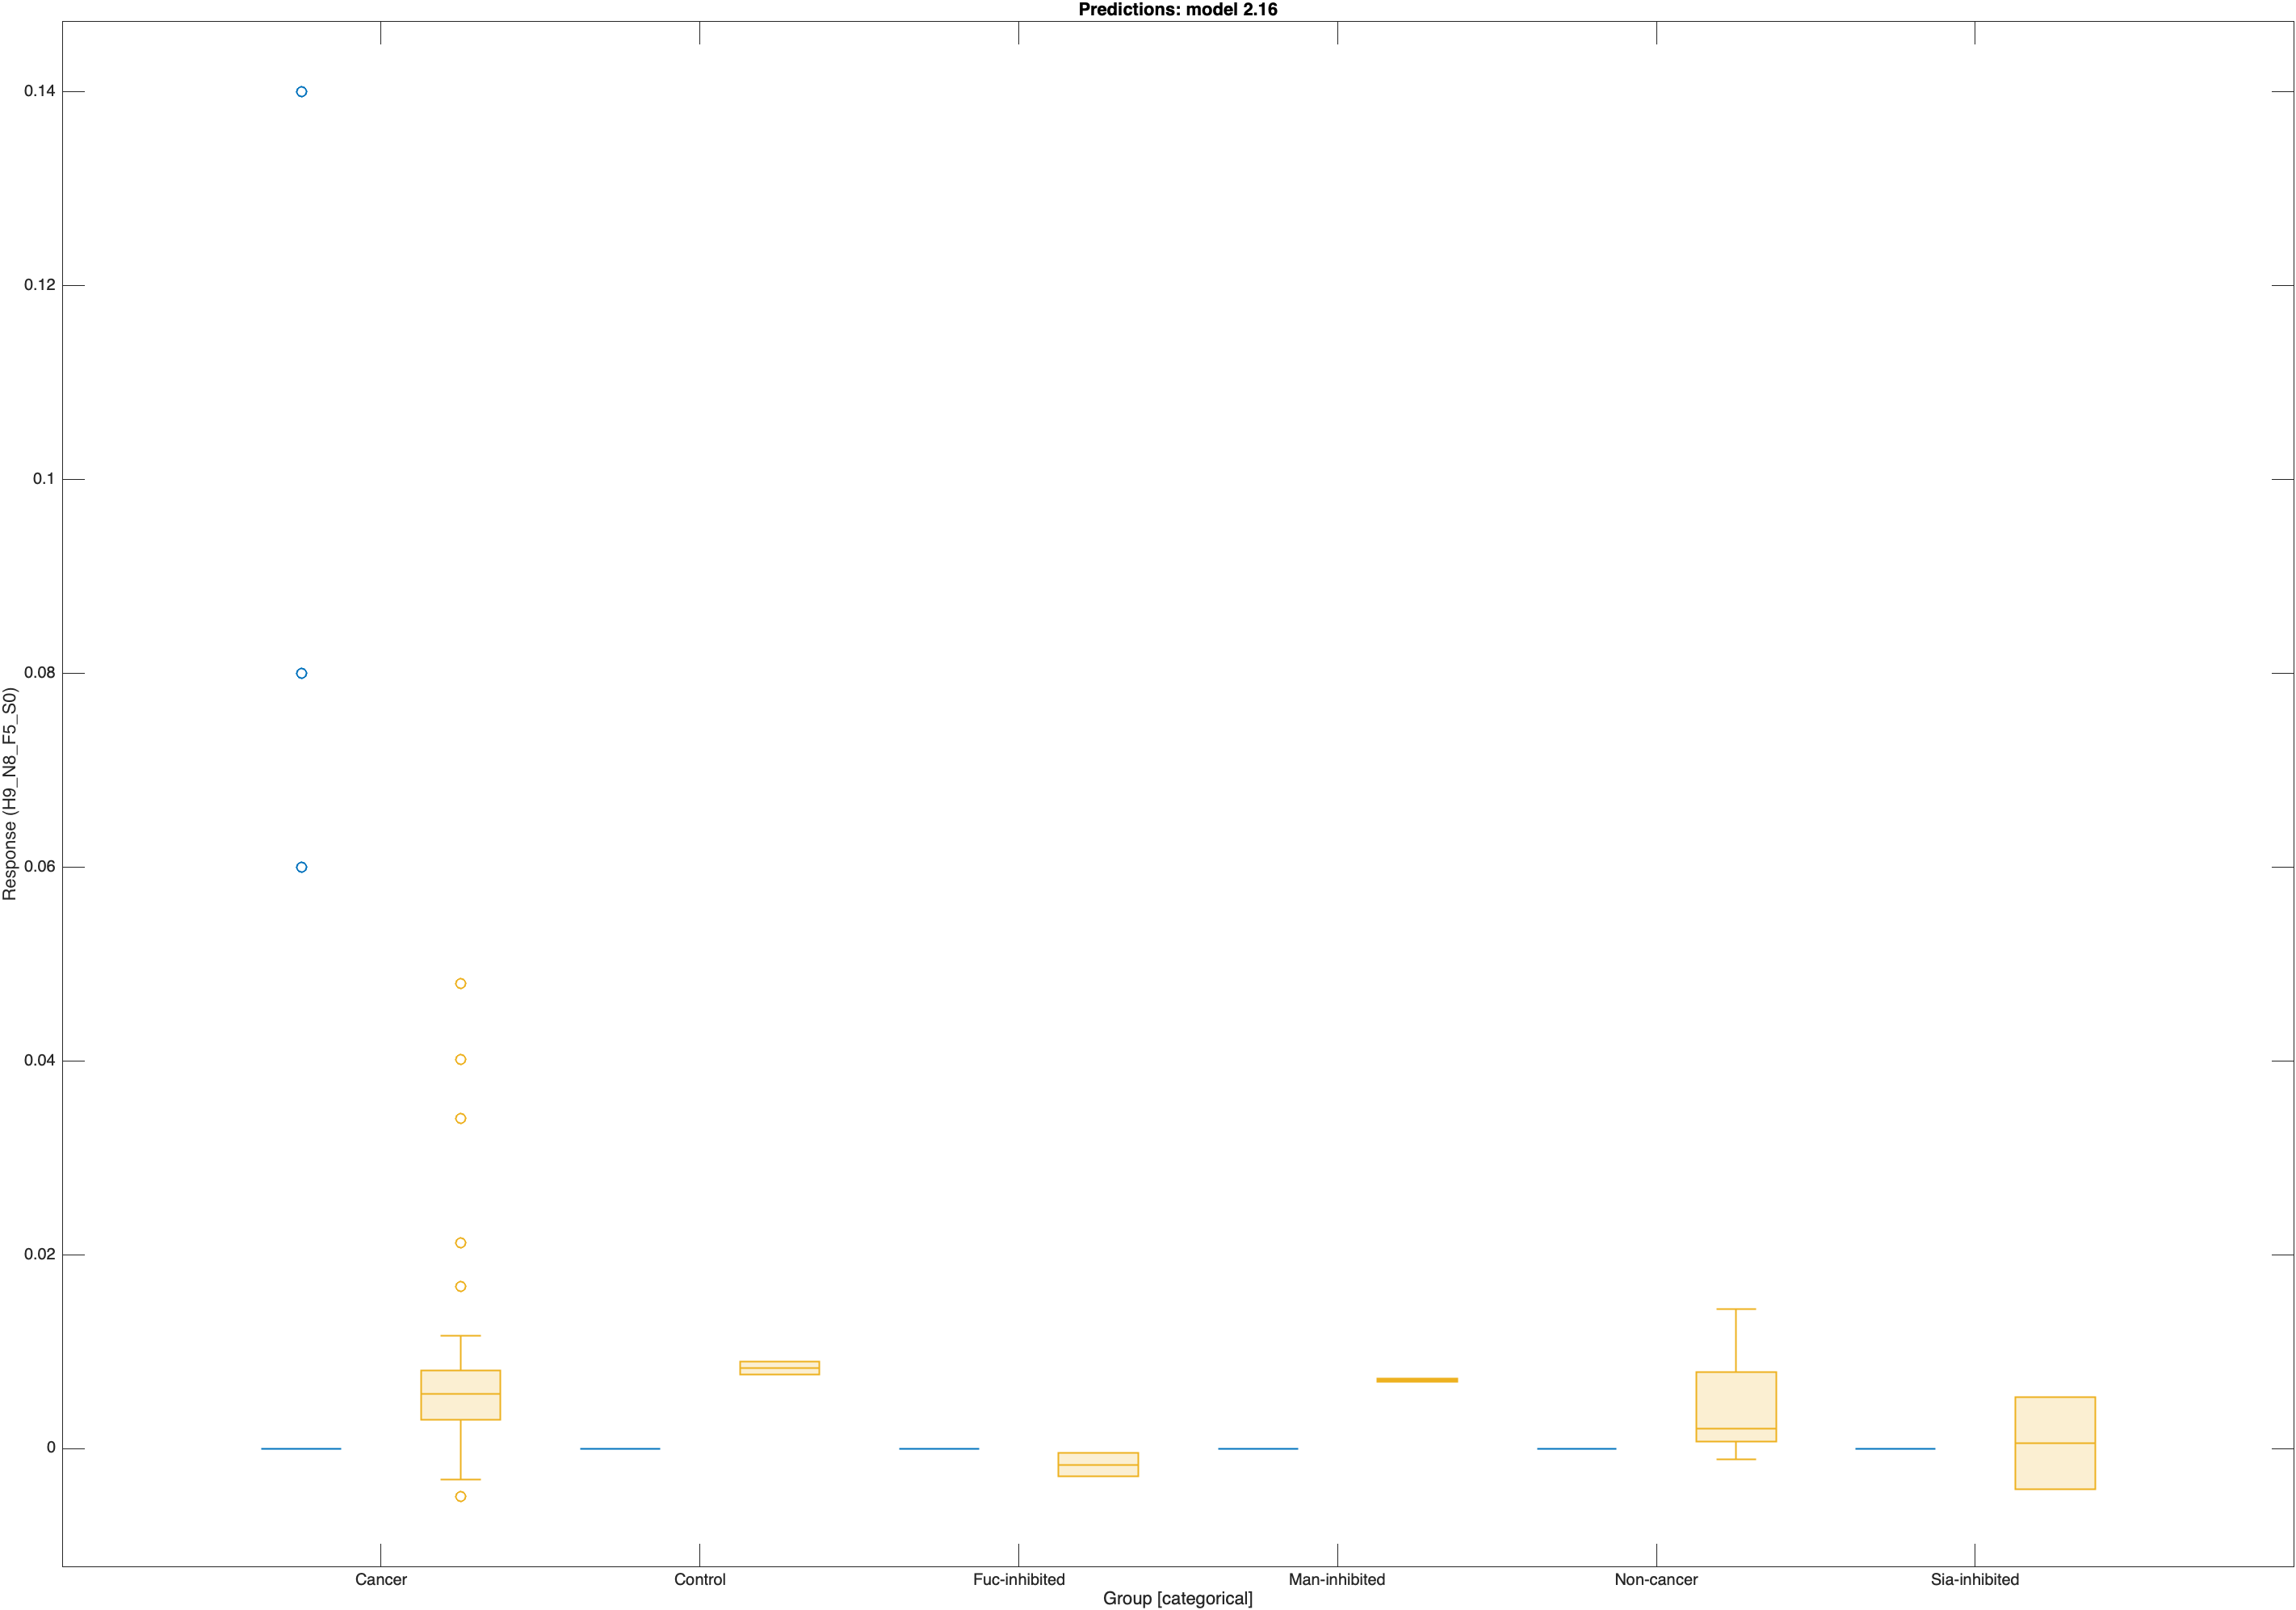 Predictions: model 2.16
0.14
0.12
0.1
0.08
0.06
0.04
0.02
0
Response (H9_N8_F5_S0)
Cancer Control Fuc-inhibited Man-inhibited Non-cancer Sia-inhibited
Group [categorical]